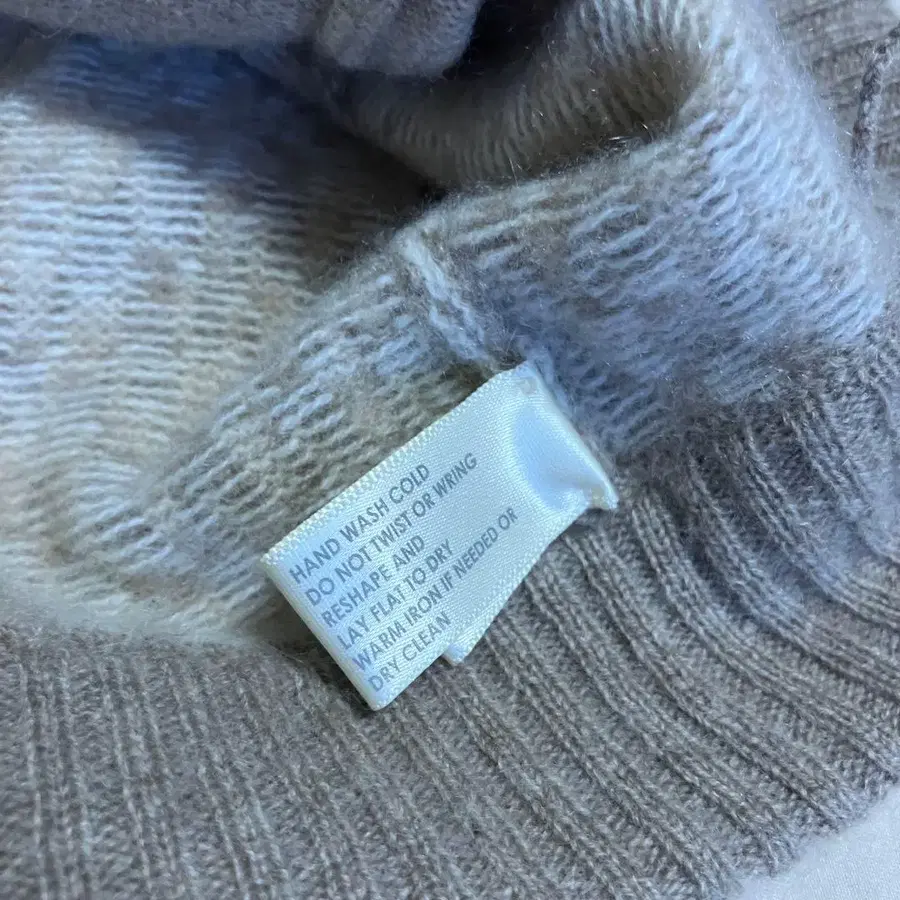 HAND WASH COLD
DO NOT TWIST OR WRING
RESHAPE AND
LAY FLAT TO DRY
WARM IRON IF NEEDED OR
DRY CLEAN